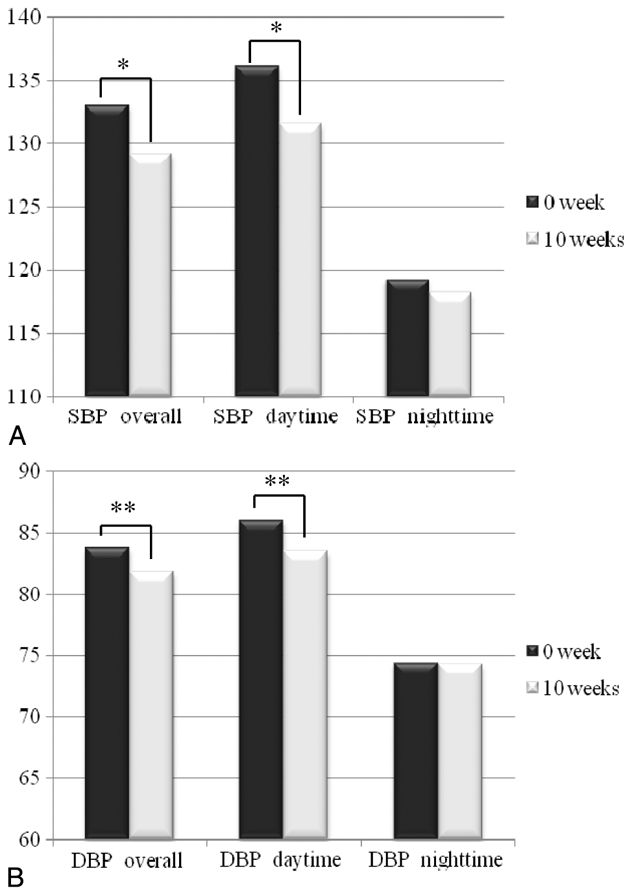 140
135
130
125
120
115
110
*
*
0 week
10 weeks
SBP overall
SBP daytime
SBP nighttime
A
90
85
80
75
70
65
60
**
**
0 week
10 weeks
DBP overall
DBP daytime
DBP nighttime
B